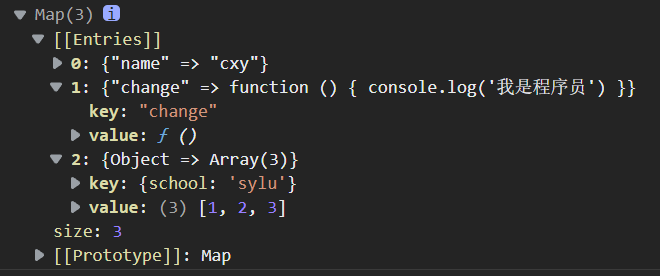 Map(3) i
[[Entries]]
0: {"name" => "cxy"}
1: {"change" => function () { console.log('我是程序员') }}
key: "change"
value: ƒ ()
2: {Object => Array(3)}
key: {school: 'sylu'}
value: (3) [1, 2, 3]
size: 3
[[Prototype]]: Map